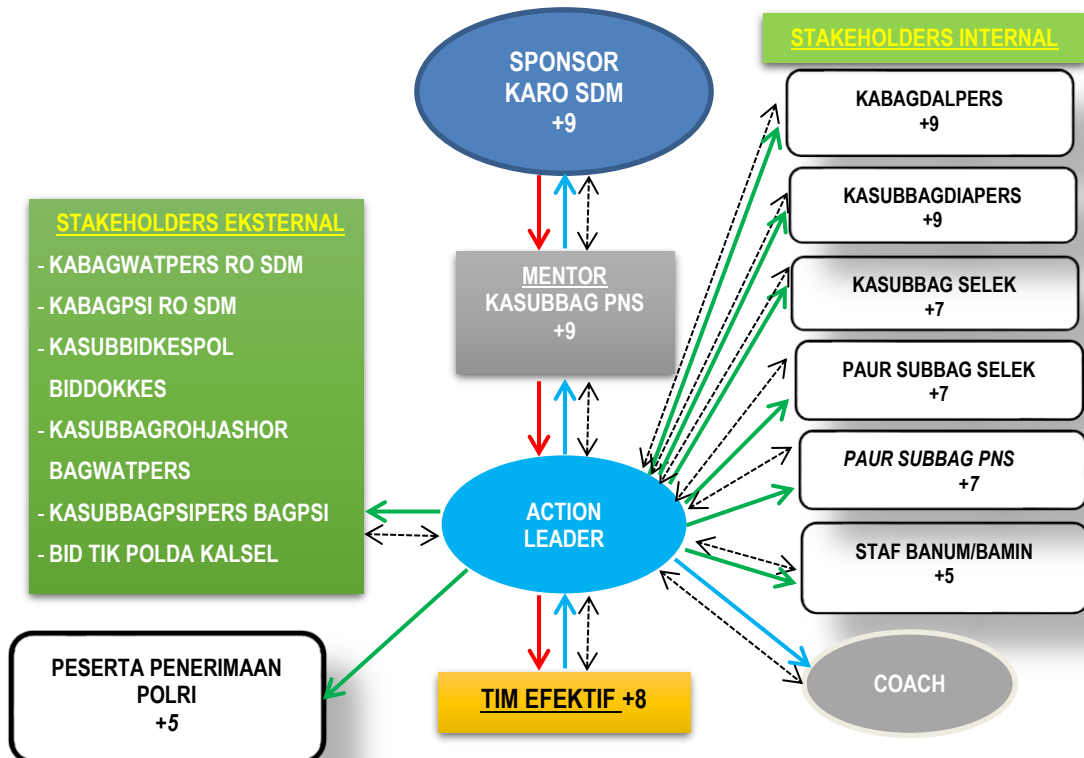 SPONSOR
KARO SDM
+9
STAKEHOLDERS INTERNAL
KABAGDALPERS
+9
KASUBBAGDIAPERS
+9
KASUBBAG SELEK
+7
PAUR SUBBAG SELEK
+7
PAUR SUBBAG PNS
+7
STAF BANUM/BAMIN
+5
MENTOR
KASUBBAG PNS
+9
STAKEHOLDERS EKSTERNAL
- KABAGWATPERS RO SDM
- KABAGPSI RO SDM
- KASUBBIDKESPOL
BIDDOKKES
- KASUBBAGROHJASHOR
BAGWATPERS
- KASUBBAGPSIPERS BAGPSI
- BID TIK POLDA KALSEL
ACTION
LEADER
PESERTA PENERIMAAN
POLRI
+5
TIM EFEKTIF +8
COACH